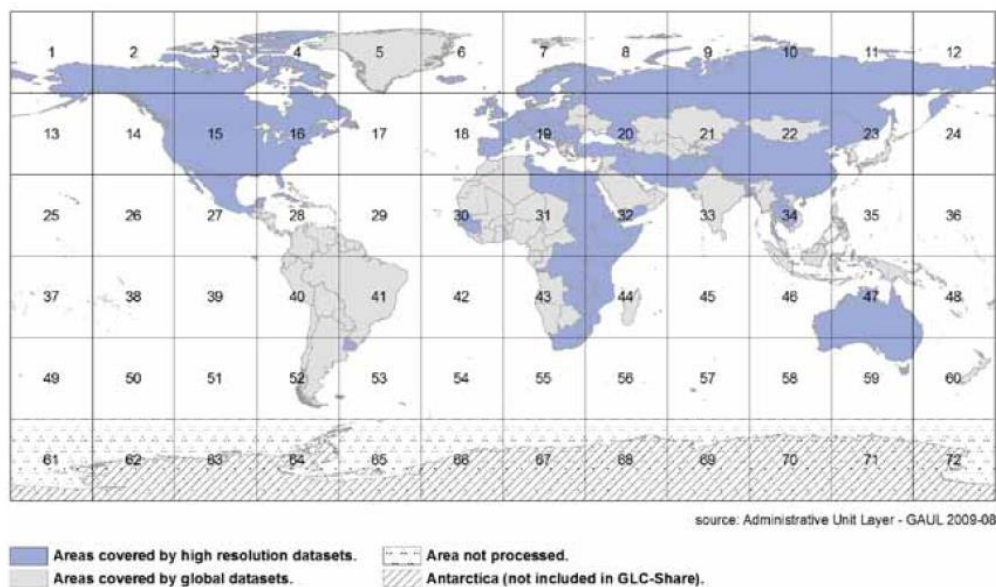 1 2 3 4 5 6 7 8 9 10 11 12
13 14 15 16 17 18 19 20 21 22 23 24
25 26 27 28 29 30 31 32 33 34 35 36
37 38 39 40 41 42 43 44 45 46 47 48
49 50 51 52 53 54 55 56 57 58 59 60
61 62 63 64 65 66 67 68 69 70 71 72
source: Administrative Unit Layer - GAUL 2009-08
Areas covered by high resolution datasets. Area not processed.
Areas covered by global datasets. Antarctica (not included in GLC-Share).